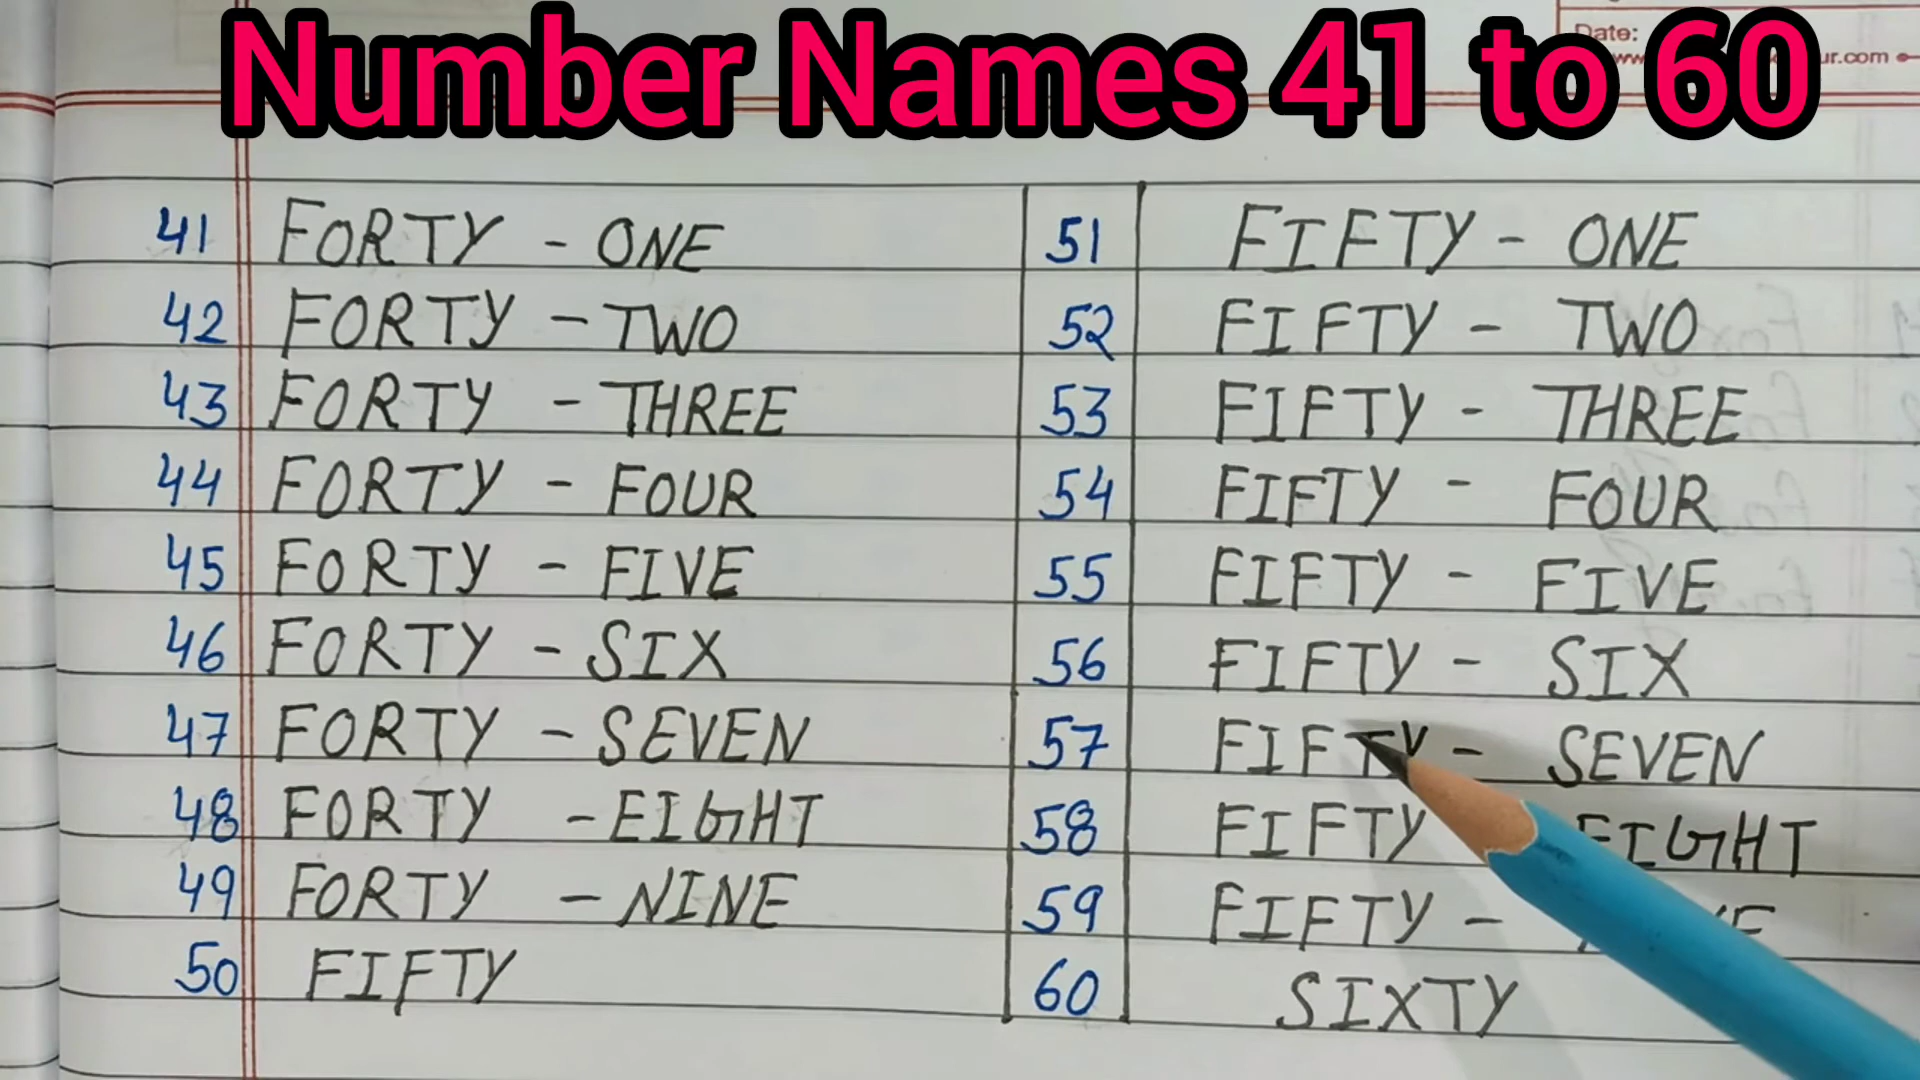 Number Names 41 to 60
Date:
41 FORTY - ONE
42 FORTY - TWO
43 FORTY - THREE
44 FORTY - FOUR
45 FORTY - FIVE
46 FORTY - SIX
47 FORTY - SEVEN
48 FORTY - EIGHT
49 FORTY - NINE
50 FIFTY
51 FIFTY - ONE
52 FIFTY - TWO
53 FIFTY - THREE
54 FIFTY - FOUR
55 FIFTY - FIVE
56 FIFTY - SIX
57 FIFTY - SEVEN
58 FIFTY EIGHT
59 FIFTY -
60 SIXTY